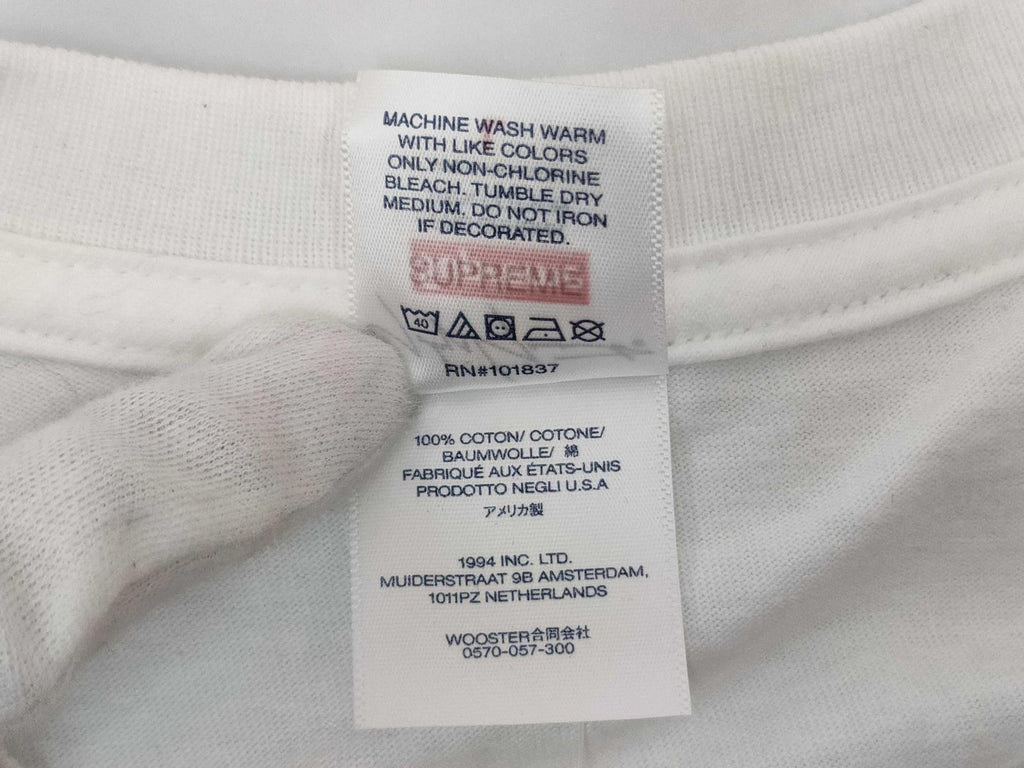 MACHINE WASH WARM
WITH LIKE COLORS
ONLY NON-CHLORINE
BLEACH. TUMBLE DRY
MEDIUM. DO NOT IRON
IF DECORATED.
SUPREME
40
RN#101837
100% COTON/ COTONE/
BAUMWOLLE/ 綿
FABRIQUÉ AUX ÉTATS-UNIS
PRODOTTO NEGLI U.S.A
アメリカ製
1994 INC. LTD.
MUIDERSTRAAT 9B AMSTERDAM,
1011PZ NETHERLANDS
WOOSTER合同会社
0570-057-300